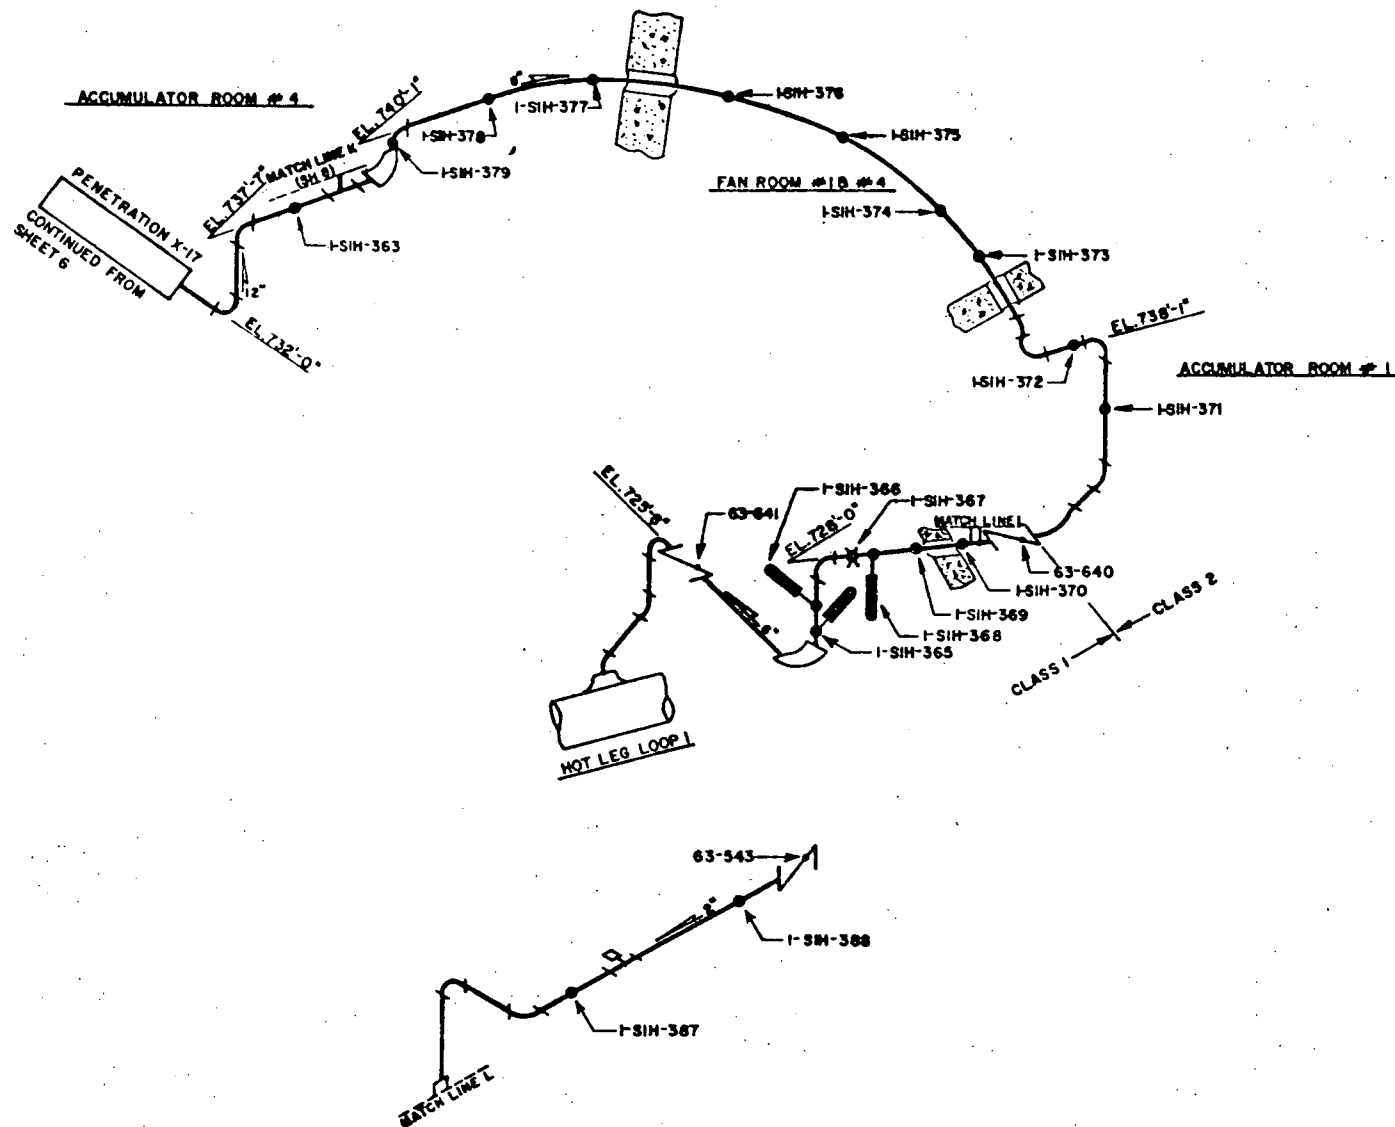 ACCUMULATOR ROOM # 4
EL. 740'-1"
8"
1-SIH-377
1-SIH-378
1-SIH-376
1-SIH-375
1-SIH-379
MATCH LINE K
(SH 9)
EL. 737'-7"
FAN ROOM #1B #4
1-SIH-374
PENETRATION X-17
CONTINUED FROM
SHEET 6
1-SIH-363
1-SIH-373
12"
EL. 732'-0"
EL. 738'-1"
1-SIH-372
ACCUMULATOR ROOM # 1
1-SIH-371
EL. 725'-8"
1-SIH-366
1-SIH-367
63-641
EL. 728'-0"
MATCH LINE L
63-640
1-SIH-370
1-SIH-369
1-SIH-368
1-SIH-365
CLASS 1
CLASS 2
HOT LEG LOOP 1
63-543
1-SIH-388
1-SIH-387
MATCH LINE L